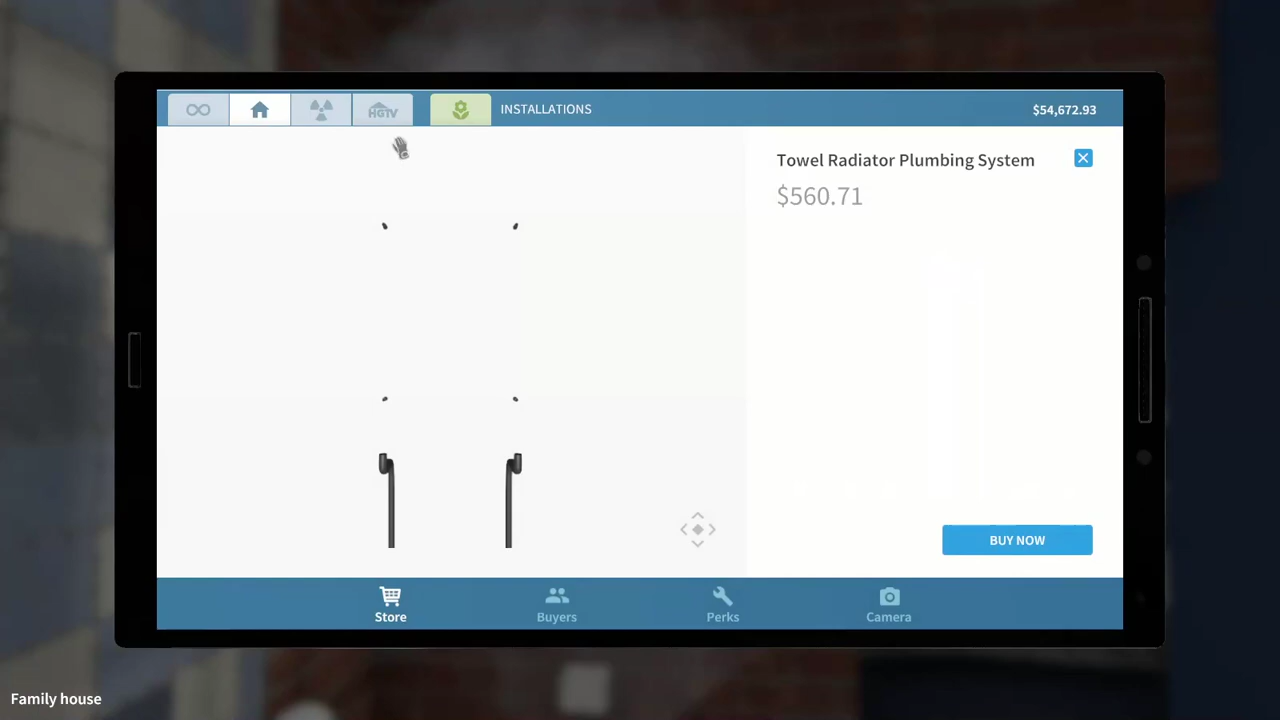 HGTV
INSTALLATIONS
$54,672.93
Towel Radiator Plumbing System
$560.71
BUY NOW
Store
Buyers
Perks
Camera
Family house